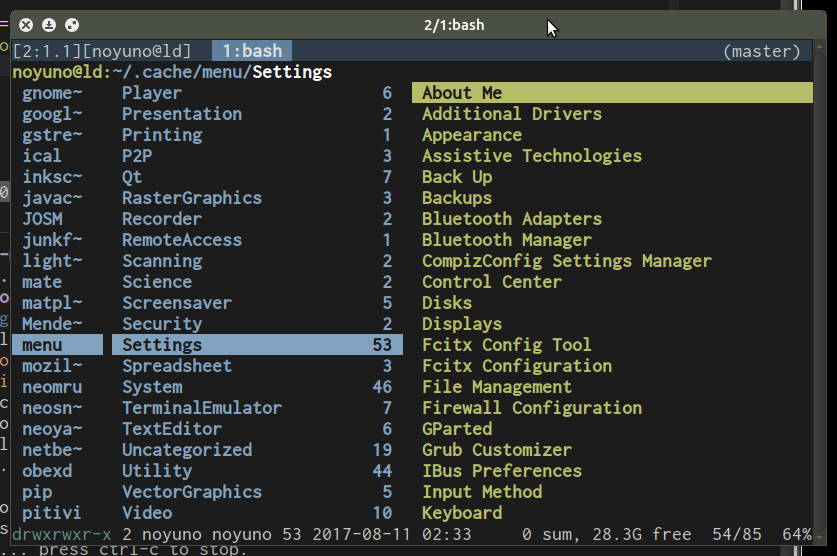 2/1:bash
[2:1.1][noyuno@ld] 1:bash (master)
noyuno@ld:~/.cache/menu/Settings
gnome~ Player 6 About Me
googl~ Presentation 2 Additional Drivers
gstre~ Printing 1 Appearance
ical P2P 3 Assistive Technologies
inksc~ Qt 7 Back Up
javac~ RasterGraphics 3 Backups
JOSM Recorder 2 Bluetooth Adapters
junkf~ RemoteAccess 1 Bluetooth Manager
light~ Scanning 2 CompizConfig Settings Manager
mate Science 2 Control Center
matpl~ Screensaver 5 Disks
Mende~ Security 2 Displays
menu Settings 53 Fcitx Config Tool
mozil~ Spreadsheet 3 Fcitx Configuration
neomru System 46 File Management
neosn~ TerminalEmulator 7 Firewall Configuration
neoya~ TextEditor 6 GParted
netbe~ Uncategorized 19 Grub Customizer
obexd Utility 44 IBus Preferences
pip VectorGraphics 5 Input Method
pitivi Video 10 Keyboard
drwxrwxr-x 2 noyuno noyuno 53 2017-08-11 02:33 0 sum, 28.3G free 54/85 64%
... press ctrl-c to stop.